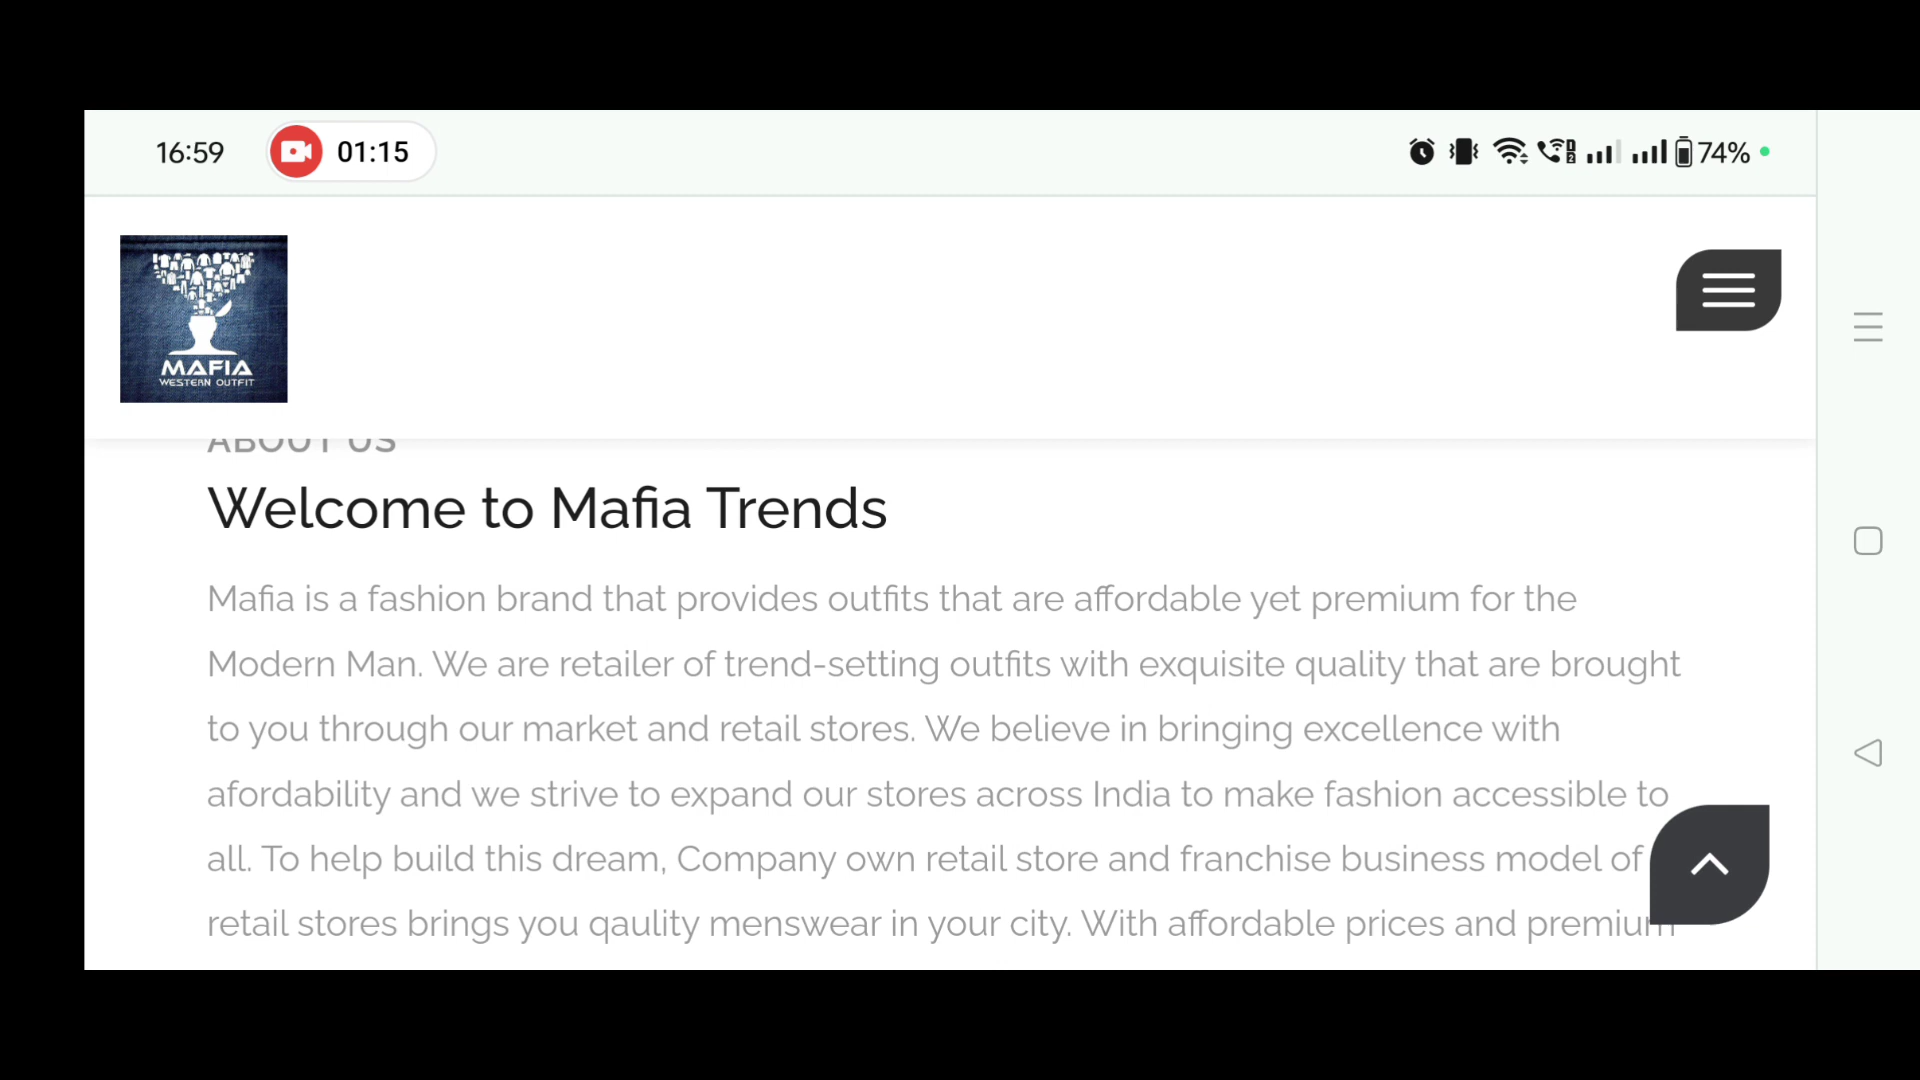 16:59 01:15 74%
MAFIA
WESTERN OUTFIT
ABOUT US
Welcome to Mafia Trends
Mafia is a fashion brand that provides outfits that are affordable yet premium for the
Modern Man. We are retailer of trend-setting outfits with exquisite quality that are brought
to you through our market and retail stores. We believe in bringing excellence with
afordability and we strive to expand our stores across India to make fashion accessible to
all. To help build this dream, Company own retail store and franchise business model of
retail stores brings you qaulity menswear in your city. With affordable prices and premium